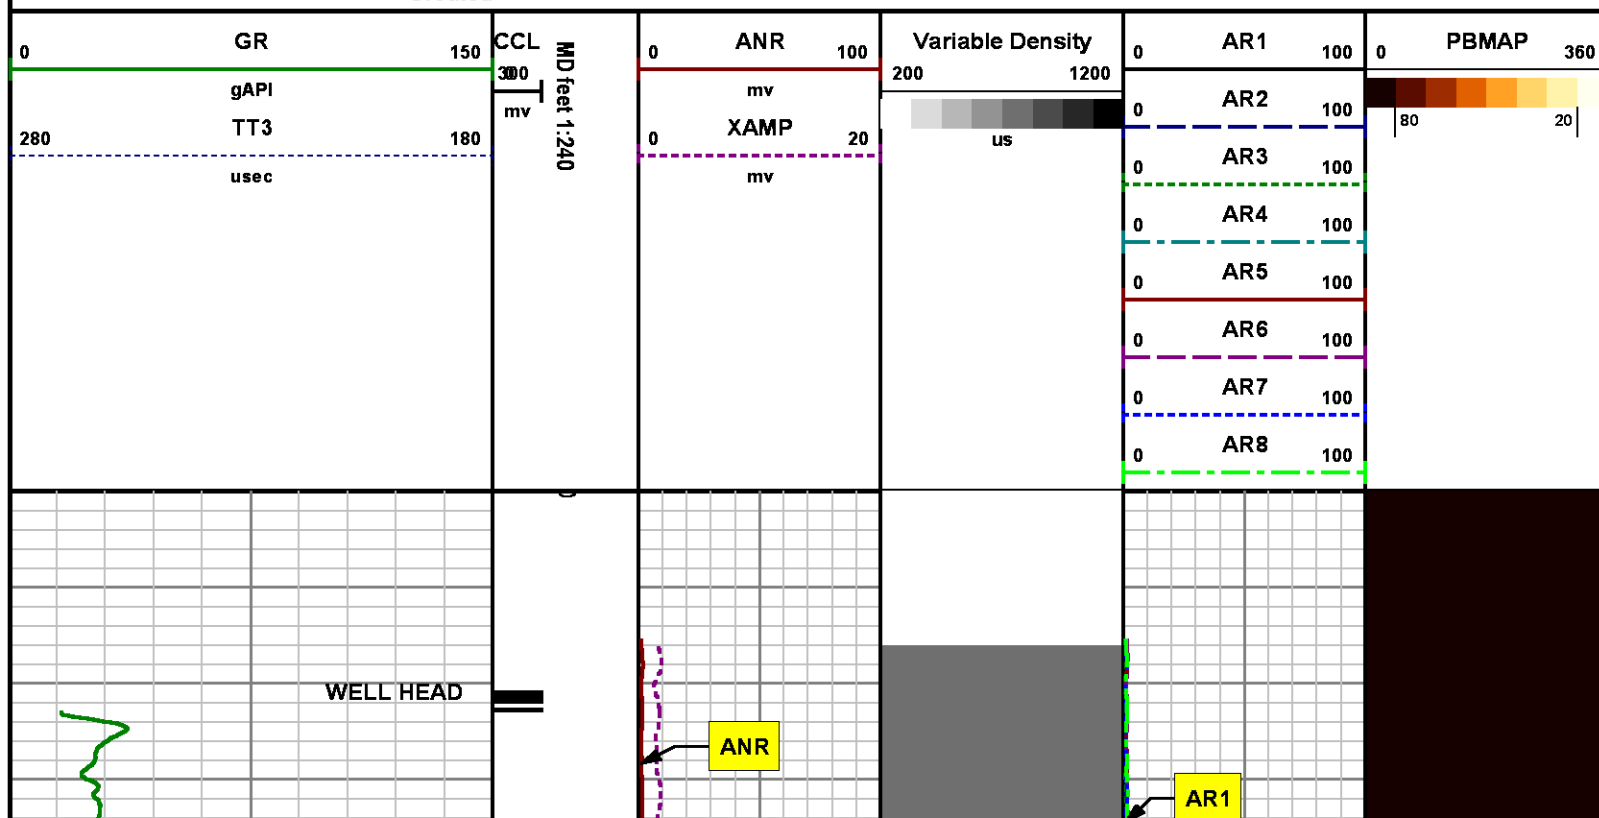 GR
0 150
gAPI
TT3
280 180
usec
CCL
mv
MD feet 1:240
ANR
0 100
mv
XAMP
0 20
mv
Variable Density
200 1200
us
AR1
0 100
AR2
0 100
AR3
0 100
AR4
0 100
AR5
0 100
AR6
0 100
AR7
0 100
AR8
0 100
PBMAP
0 360
80 20
WELL HEAD
ANR
AR1